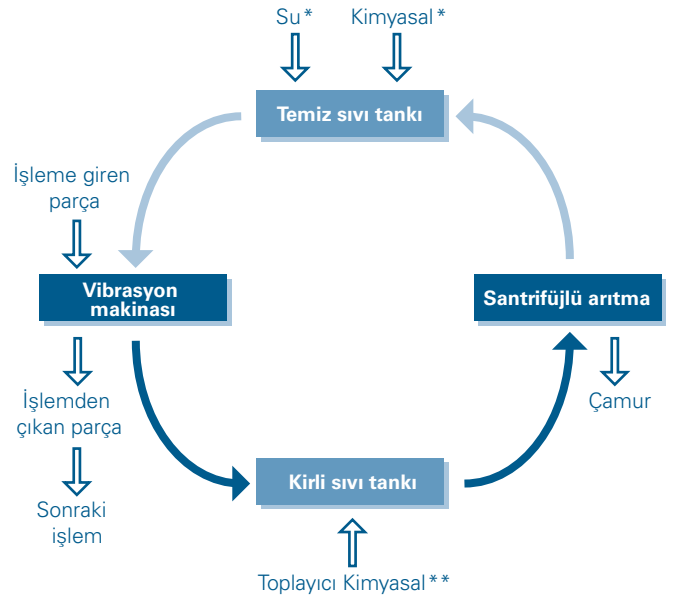 Su*
Kimyasal*
Temiz sıvı tankı
İşleme giren
parça
Vibrasyon
makinası
Santrifüjlü arıtma
İşlemden
çıkan parça
Çamur
Kirli sıvı tankı
Sonraki
işlem
Toplayıcı Kimyasal**